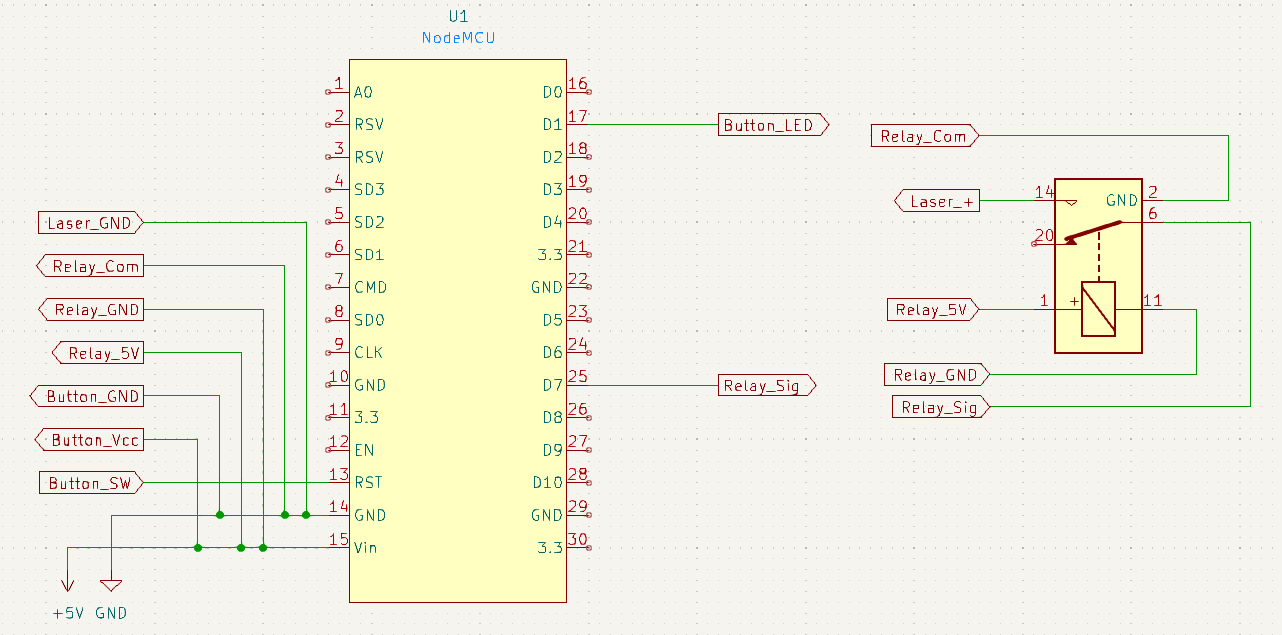 U1
NodeMCU
1 A0 D0 16
2 RSV D1 17 Button_LED
3 RSV D2 18
4 SD3 D3 19
Laser_GND 5 SD2 D4 20
Relay_Com 6 SD1 3.3 21
Relay_GND 7 CMD GND 22
8 SD0 D5 23
Relay_5V 9 CLK D6 24
Button_GND 10 GND D7 25 Relay_Sig
11 3.3 D8 26
Button_Vcc 12 EN D9 27
Button_SW 13 RST D10 28
14 GND GND 29
15 Vin 3.3 30
+5V GND
Relay_Com
Laser_+ 14 GND 2
6
20
Relay_5V 1 + 11
Relay_GND
Relay_Sig